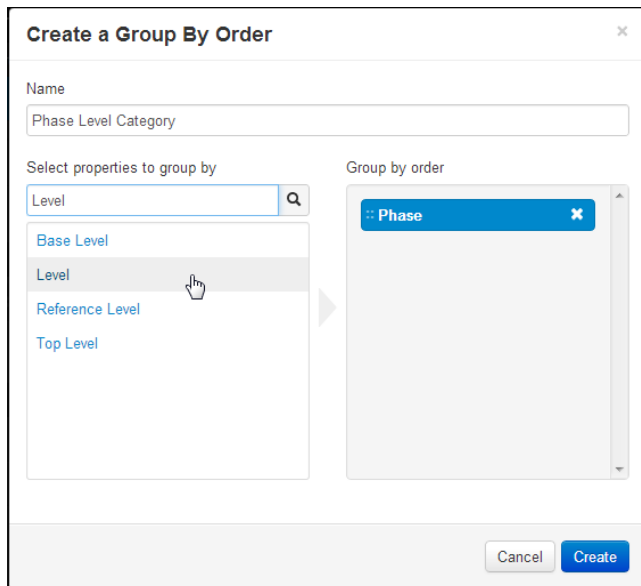 Create a Group By Order
×
Name
Phase Level Category
Select properties to group by
Group by order
Level
Phase
Base Level
Level
Reference Level
Top Level
Cancel
Create